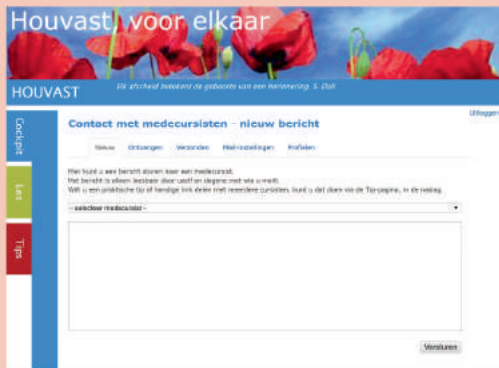 Houvast, voor elkaar
HOUVAST
Elk afscheid betekent de geboorte van een herinnering. S. Dali
Uitloggen
Cockpit
Les
Tips
Contact met medecursisten - nieuw bericht
Nieuw Ontvangen Verzonden Mail-instellingen Profielen
Hier kunt u een bericht sturen naar een medecursist.
Het bericht is alleen leesbaar door uzelf en degene met wie u mailt.
Wilt u een praktische tip of handige link delen met meerdere cursisten, kunt u dat doen via de Tips-pagina, in de
- selecteer medecursist -
Versturen